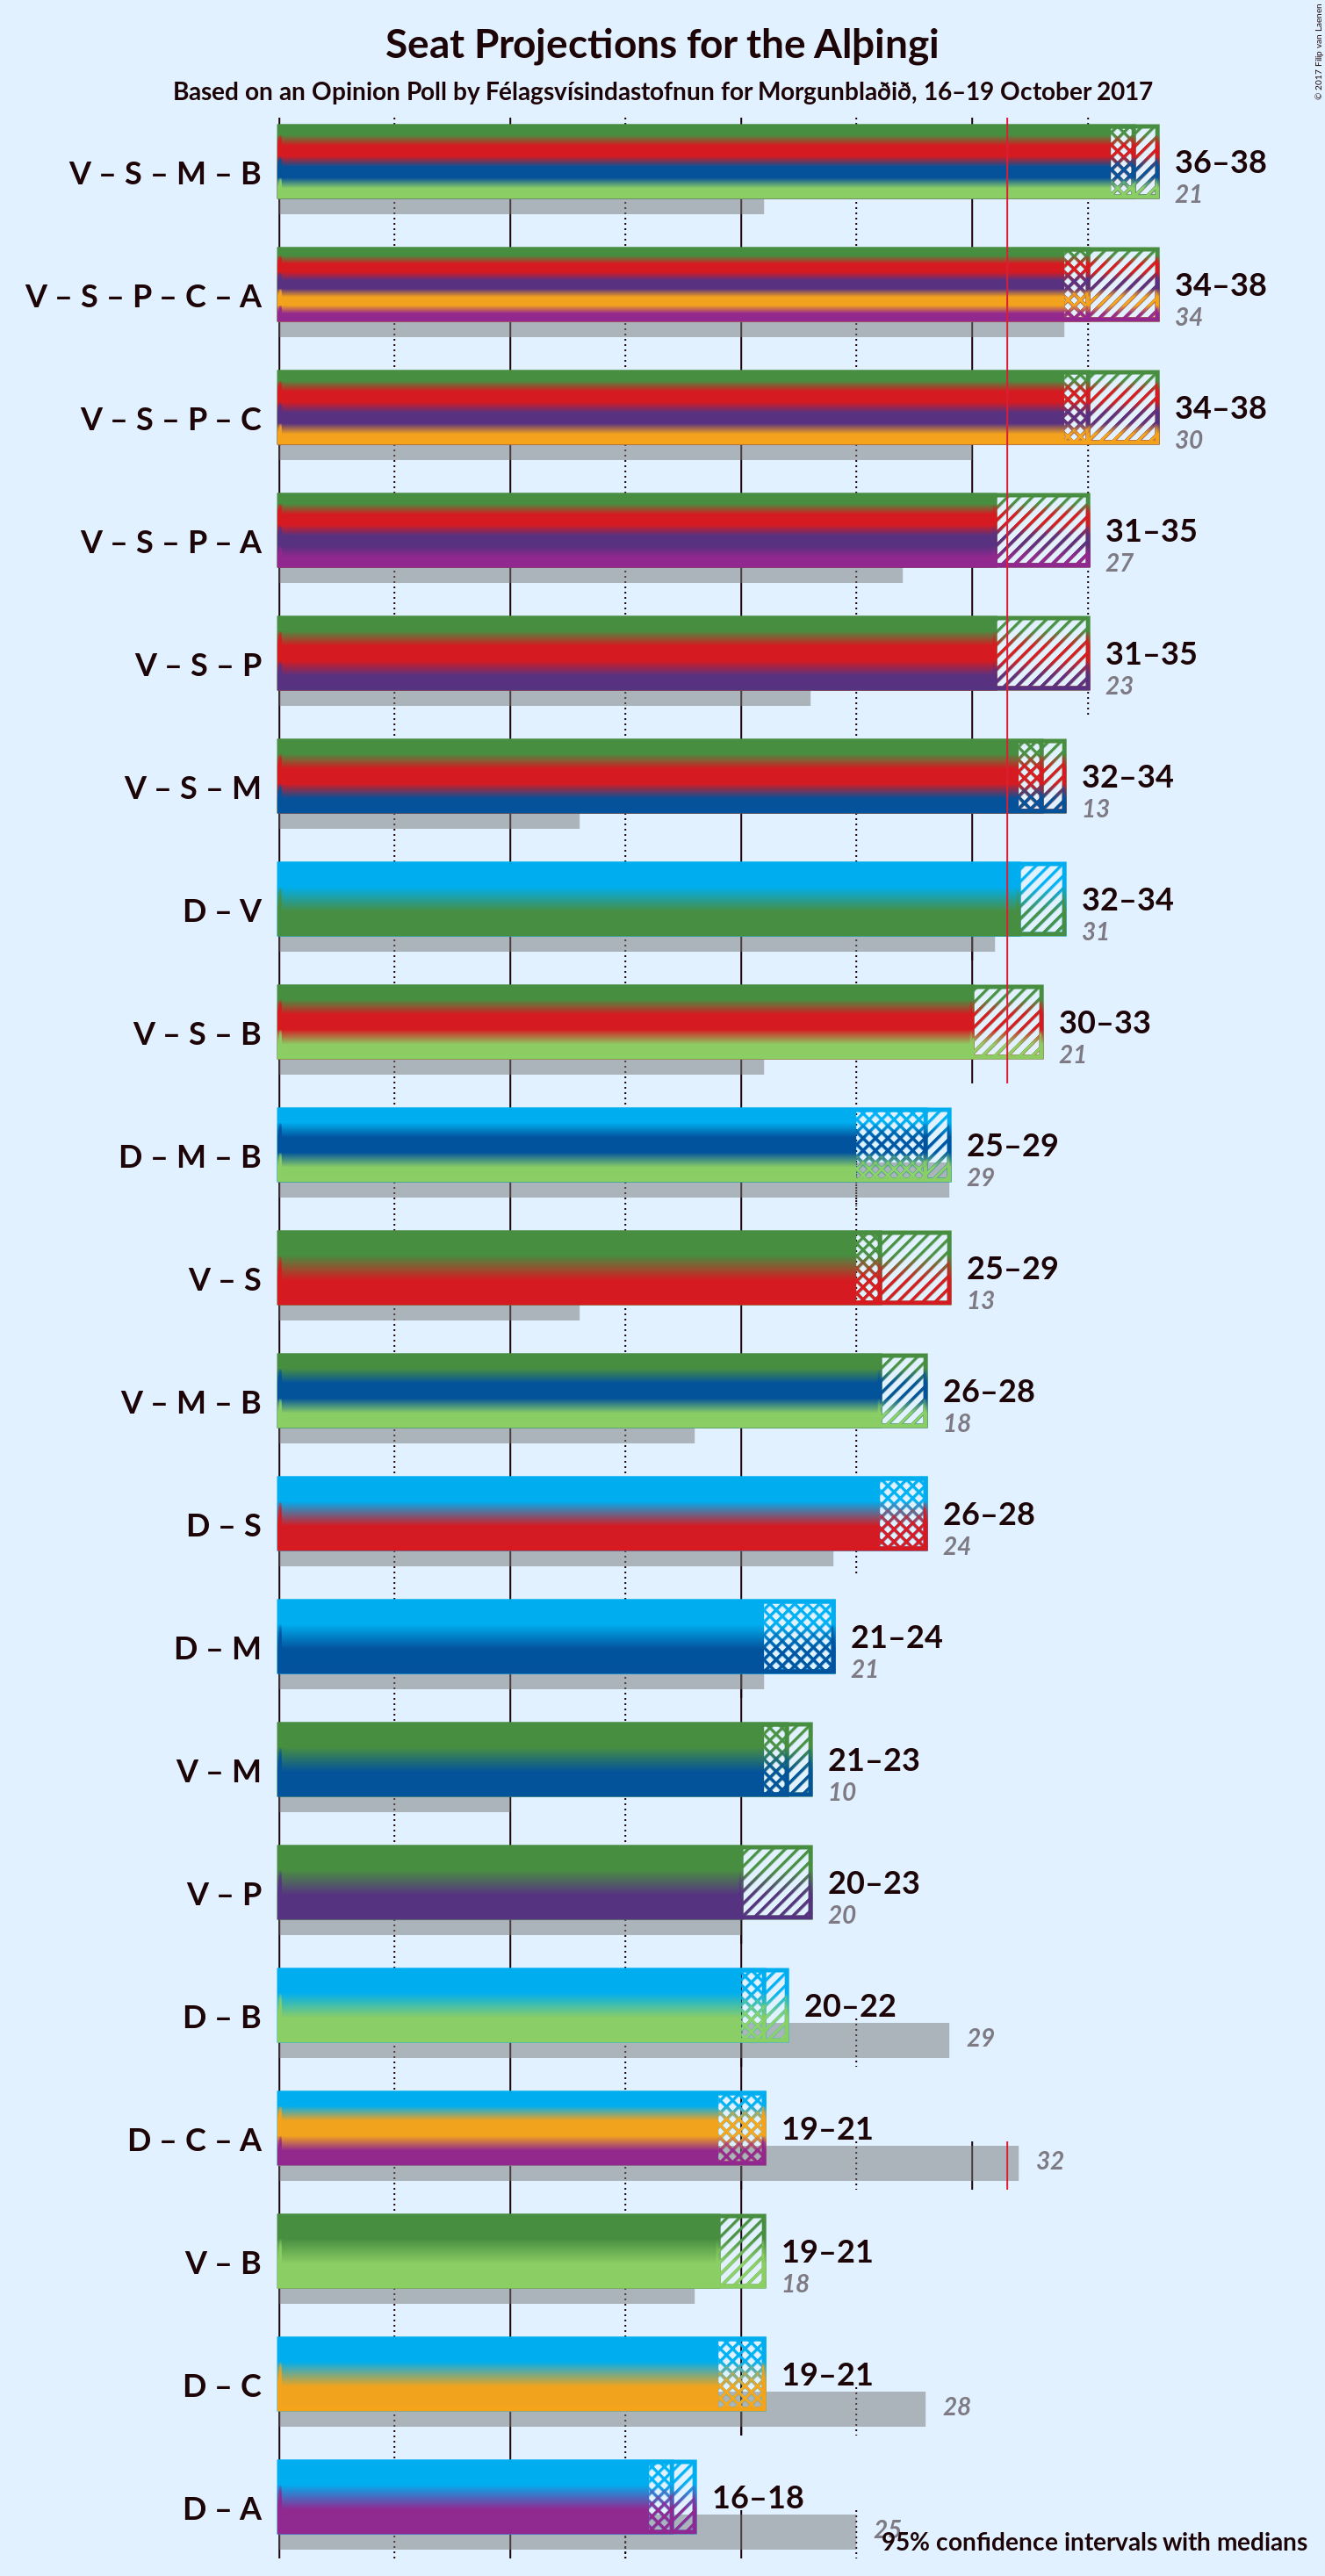 Seat Projections for the Alþingi
Based on an Opinion Poll by Félagsvísindastofnun for Morgunblaðið, 16–19 October 2017
© 2017 Filip van Laenen
V – S – M – B
36–38
21
V – S – P – C – A
34–38
34
V – S – P – C
34–38
30
V – S – P – A
31–35
27
V – S – P
31–35
23
V – S – M
32–34
13
D – V
32–34
31
V – S – B
30–33
21
D – M – B
25–29
29
V – S
25–29
13
V – M – B
26–28
18
D – S
26–28
24
D – M
21–24
21
V – M
21–23
10
V – P
20–23
20
D – B
20–22
29
D – C – A
19–21
32
V – B
19–21
18
D – C
19–21
28
D – A
16–18
25
95% confidence intervals with medians